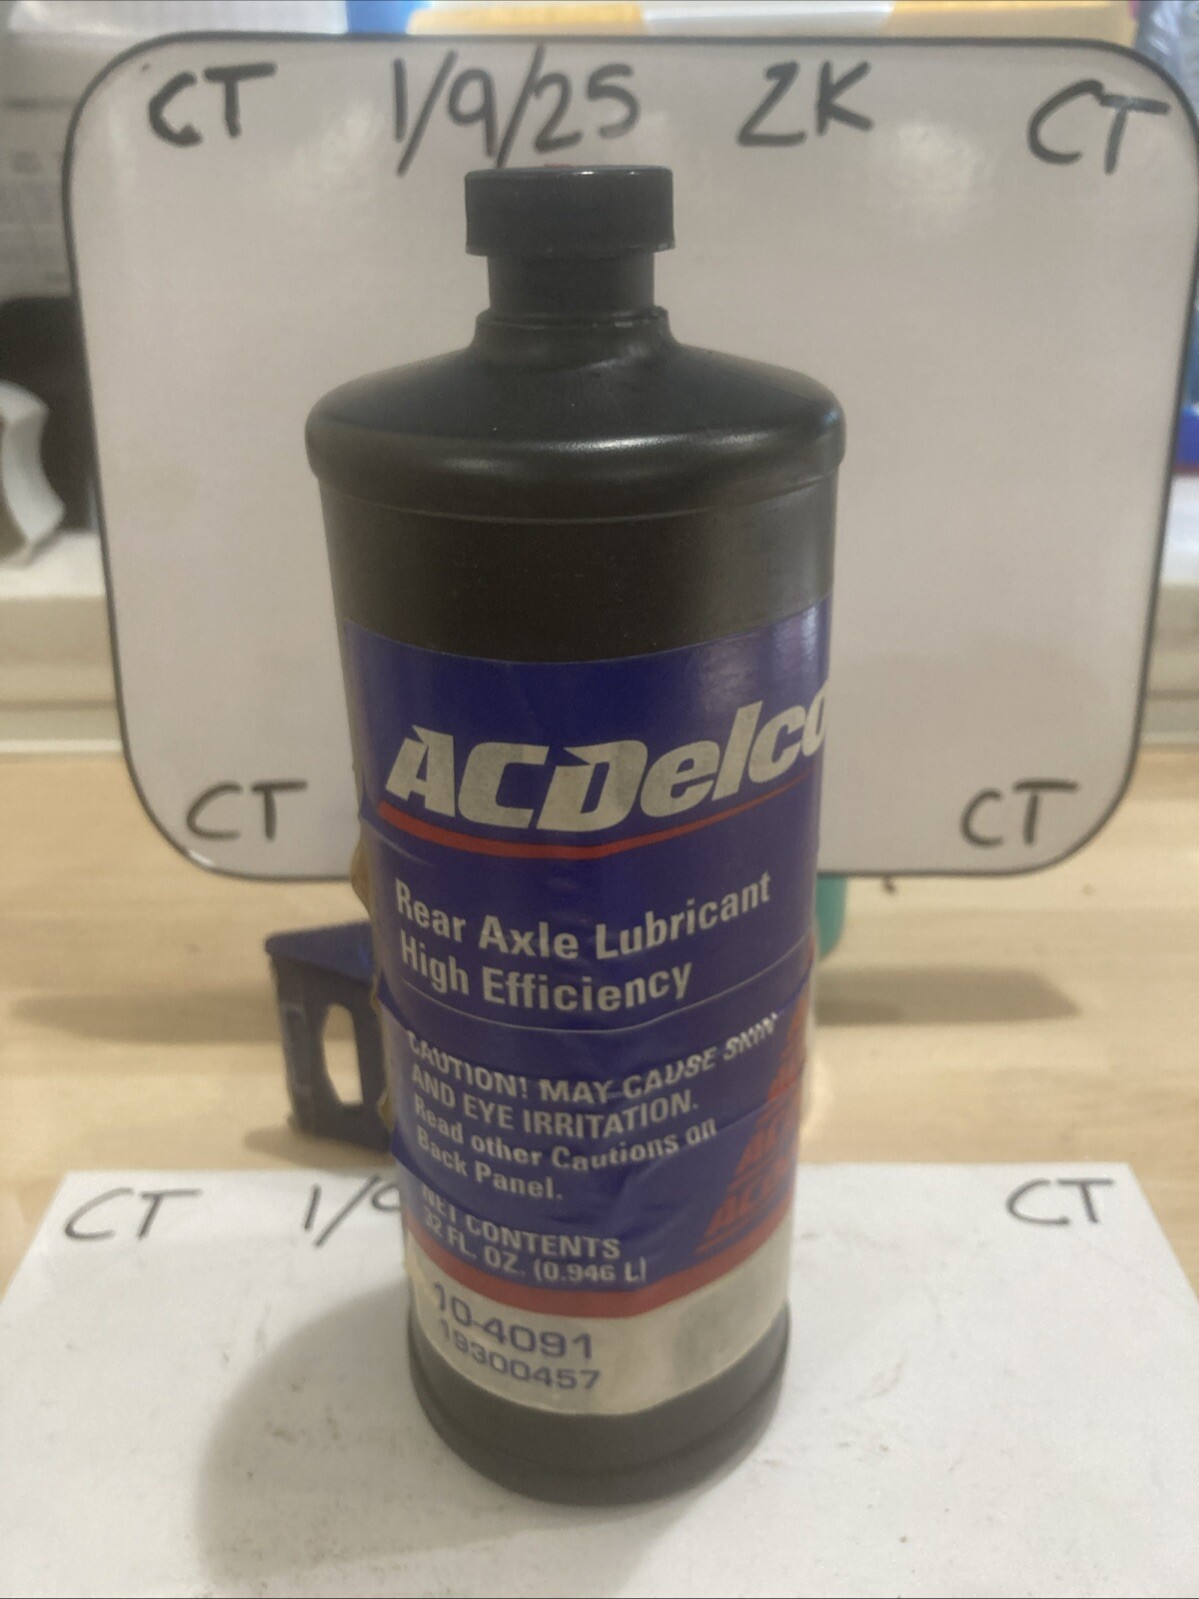 CT 1/9/25 ZK CT
ACDelco
Rear Axle Lubricant
High Efficiency
CAUTION! MAY CAUSE SKIN
AND EYE IRRITATION.
Read other Cautions on
Back Panel.
NET CONTENTS
32 FL. OZ. (0.946 L)
10-4091
19300457
CT CT
CT 1/9 CT